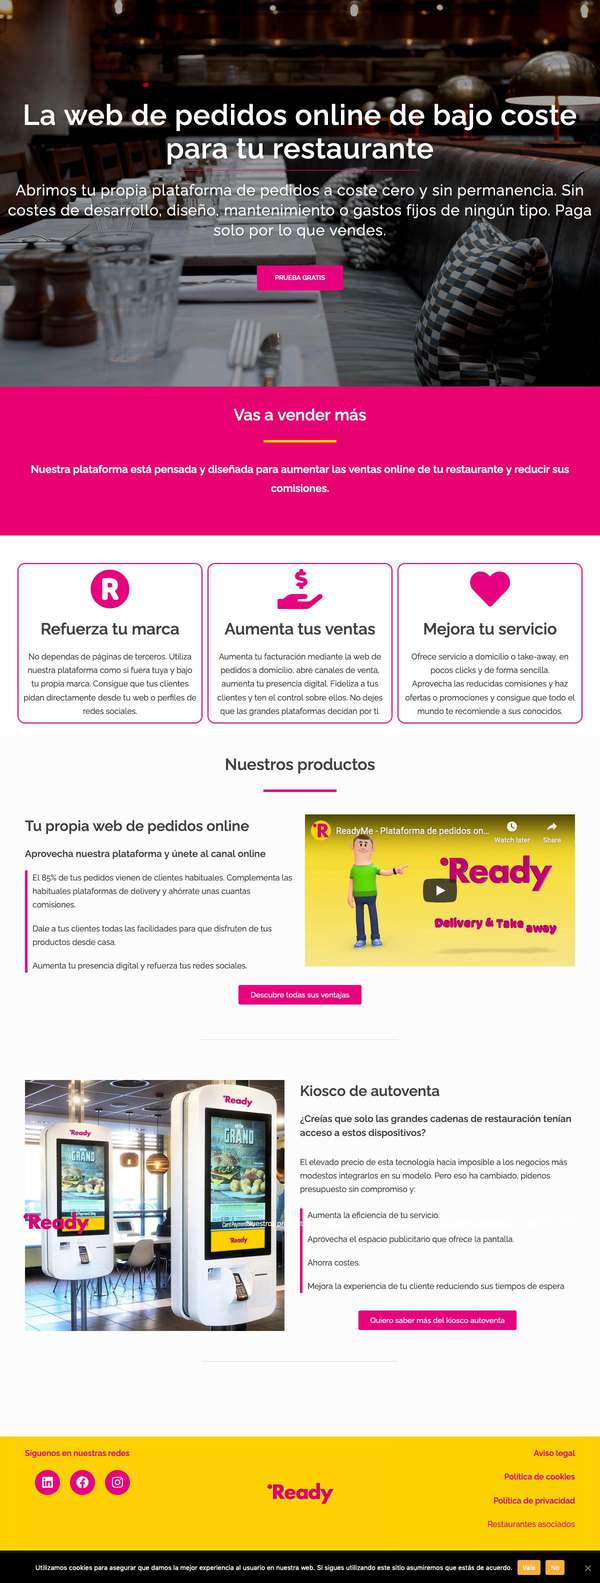 La web de pedidos online de bajo coste
para tu restaurante
Abrimos tu propia plataforma de pedidos a coste cero y sin permanencia. Sin
costes de desarrollo, diseño, mantenimiento o gastos fijos de ningún tipo. Paga
solo por lo que vendes.
PRUEBA GRATIS
Vas a vender más
Nuestra plataforma está pensada y diseñada para aumentar las ventas online de tu restaurante y reducir sus
comisiones.
R
Refuerza tu marca
No dependas de páginas de terceros. Utiliza
nuestra plataforma como si fuera tuya y bajo
tu propia marca. Consigue que tus clientes
pidan directamente desde tu web o perfiles de
redes sociales.
$
Aumenta tus ventas
Aumenta tu facturación mediante la web de
pedidos a domicilio, abre canales de venta,
aumenta tu presencia digital. Fideliza a tus
clientes y ten el control sobre ellos. No dejes
que las grandes plataformas decidan por ti.
Mejora tu servicio
Ofrece servicio a domicilio o take-away, en
pocos clicks y de forma sencilla.
Aprovecha las reducidas comisiones y haz
ofertas o promociones y consigue que todo el
mundo te recomiende a sus conocidos.
Nuestros productos
Tu propia web de pedidos online
Aprovecha nuestra plataforma y únete al canal online
El 85% de tus pedidos vienen de clientes habituales. Complementa las
habituales plataformas de delivery y ahórrate unas cuantas
comisiones.
Dale a tus clientes todas las facilidades para que disfruten de tus
productos desde casa.
Aumenta tu presencia digital y refuerza tus redes sociales.
R
ReadyMe - Plataforma de pedidos on...
Watch later
Share
Ready
Delivery & Take away
Descubre todas sus ventajas
Ready
GRAND
Ready
GRAND
Ready
Ready
Kiosco de autoventa
¿Creías que solo las grandes cadenas de restauración tenían
acceso a estos dispositivos?
El elevado precio de esta tecnología hacía imposible a los negocios más
modestos integrarlos en su modelo. Pero eso ha cambiado, pídenos
presupuesto sin compromiso y:
Aumenta la eficiencia de tu servicio.
Aprovecha el espacio publicitario que ofrece la pantalla.
Ahorra costes.
Mejora la experiencia de tu cliente reduciendo sus tiempos de espera
Quiero saber más del kiosco autoventa
Síguenos en nuestras redes
Ready
Aviso legal
Política de cookies
Política de privacidad
Restaurantes asociados
Utilizamos cookies para asegurar que damos la mejor experiencia al usuario en nuestra web. Si sigues utilizando este sitio asumiremos que estás de acuerdo.
Vale
No